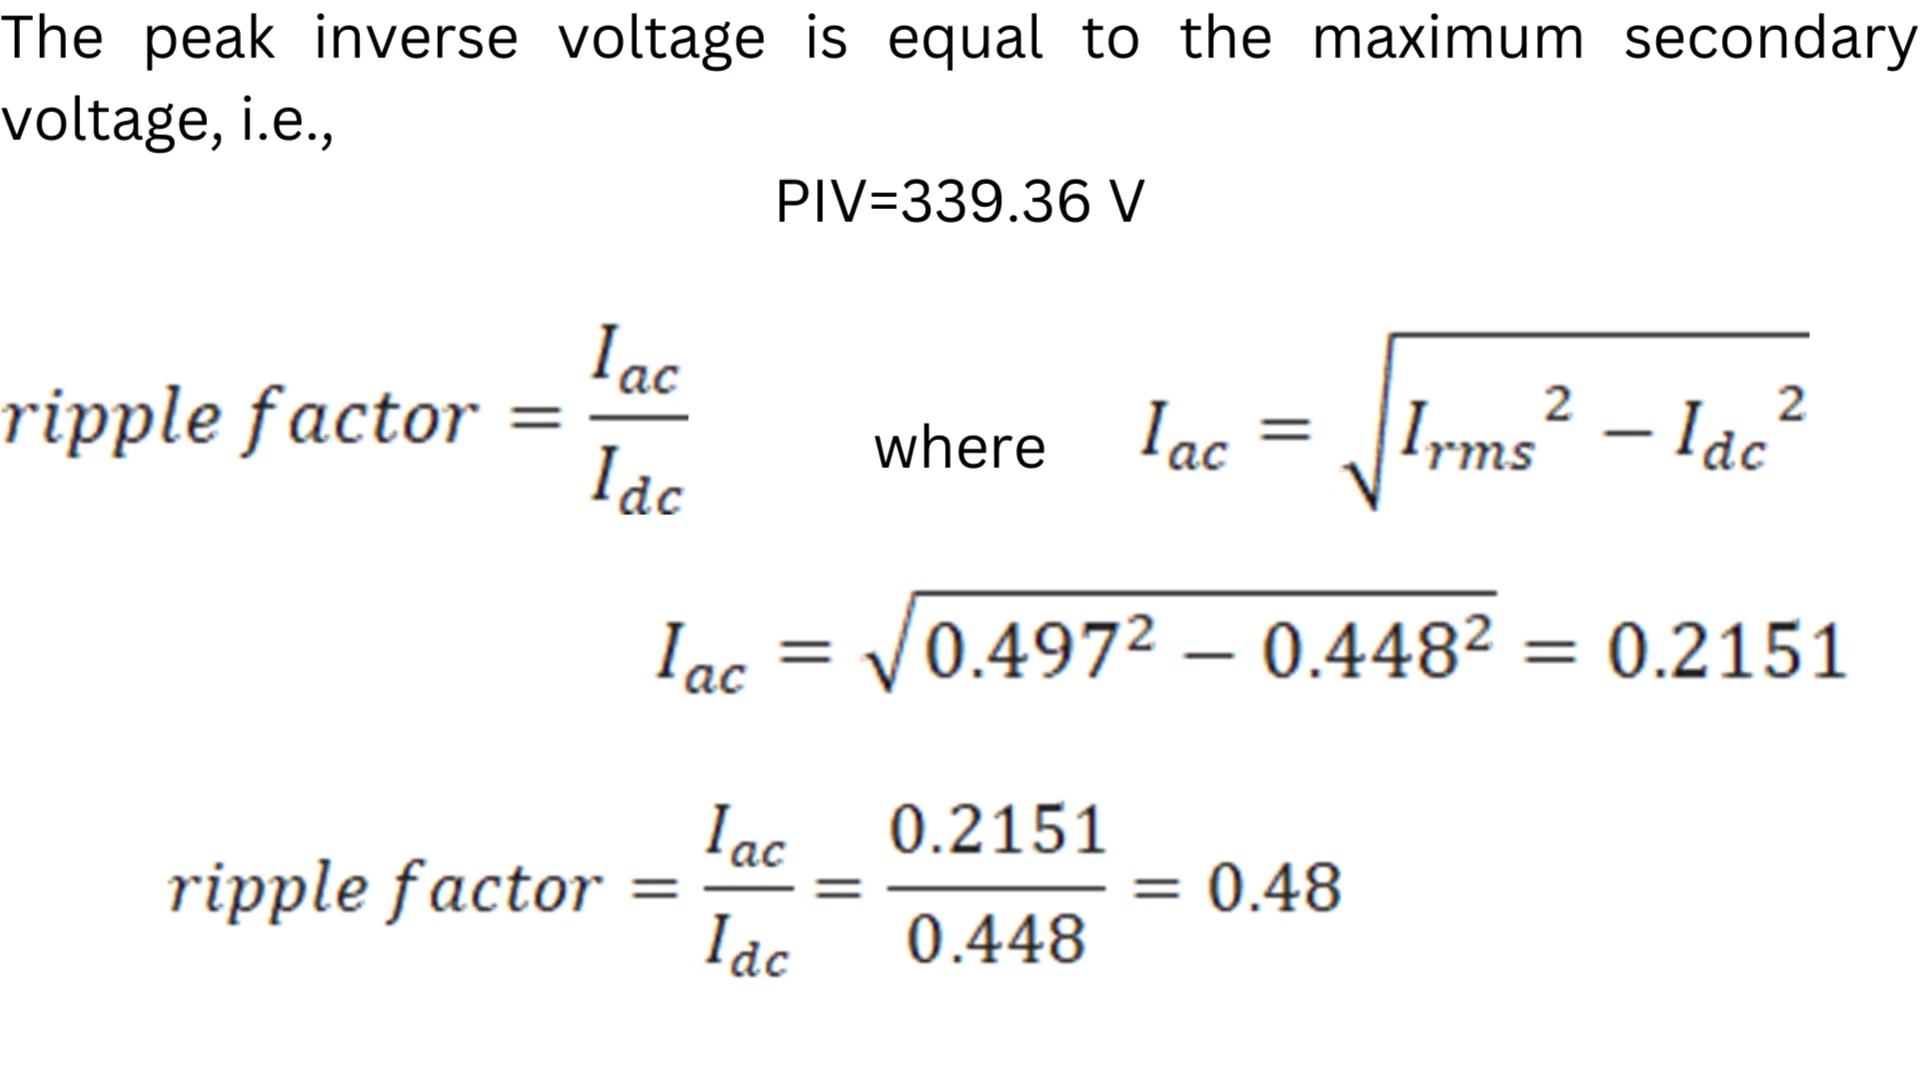 The peak inverse voltage is equal to the maximum secondary
voltage, i.e.,
PIV=339.36 V
ripple factor = I_ac / I_dc where I_ac = √(I_rms² − I_dc²)
I_ac = √(0.497² − 0.448²) = 0.2151
ripple factor = I_ac / I_dc = 0.2151 / 0.448 = 0.48